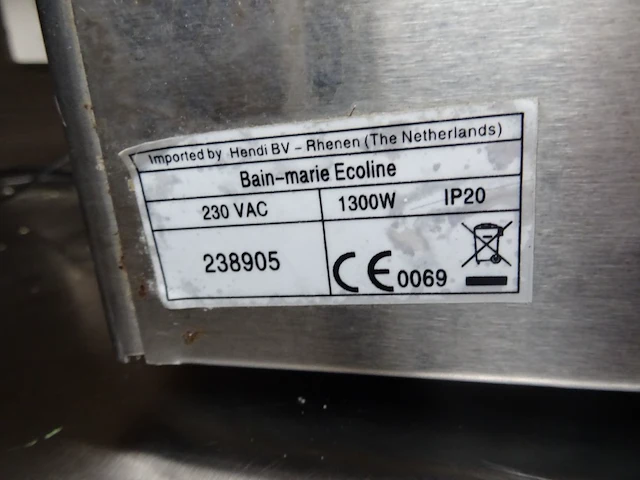 Imported by Hendi BV - Rhenen (The Netherlands)
Bain-marie Ecoline
230 VAC 1300W IP20
238905 CE 0069